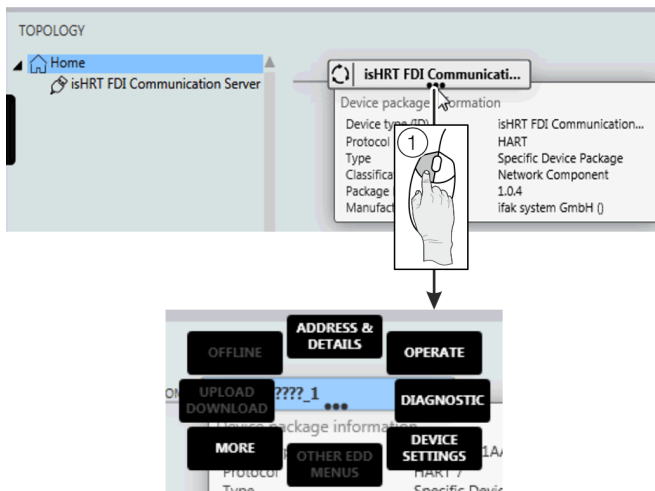 TOPOLOGY
Home
isHRT FDI Communication Server
isHRT FDI Communicati...
Device package information
Device type (ID) isHRT FDI Communication...
Protocol HART
Type Specific Device Package
Classifica Network Component
Package 1.0.4
Manufact ifak system GmbH ()
1
ADDRESS &
DETAILS
OFFLINE
OPERATE
UPLOAD
DOWNLOAD
????_1
DIAGNOSTIC
Device package information
MORE
OTHER EDD
MENUS
DEVICE
SETTINGS
1A
Protocol HART 7
Type Specific Devic